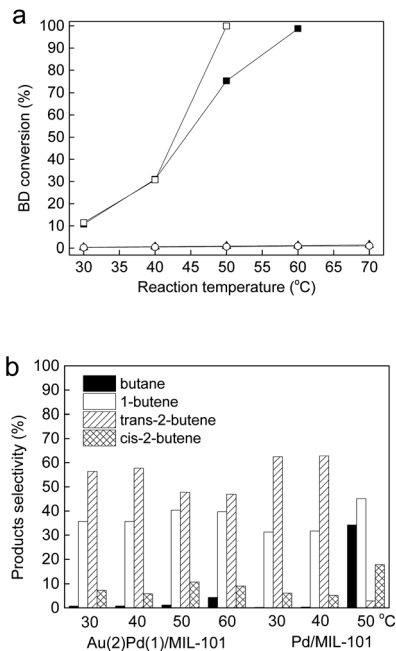 a
100
90
80
70
60
50
40
30
20
10
0
BD conversion (%)
30 35 40 45 50 55 60 65 70
Reaction temperature (°C)
b
100
90
80
70
60
50
40
30
20
10
0
Products selectivity (%)
butane
1-butene
trans-2-butene
cis-2-butene
30 40 50 60 30 40 50 °C
Au(2)Pd(1)/MIL-101 Pd/MIL-101